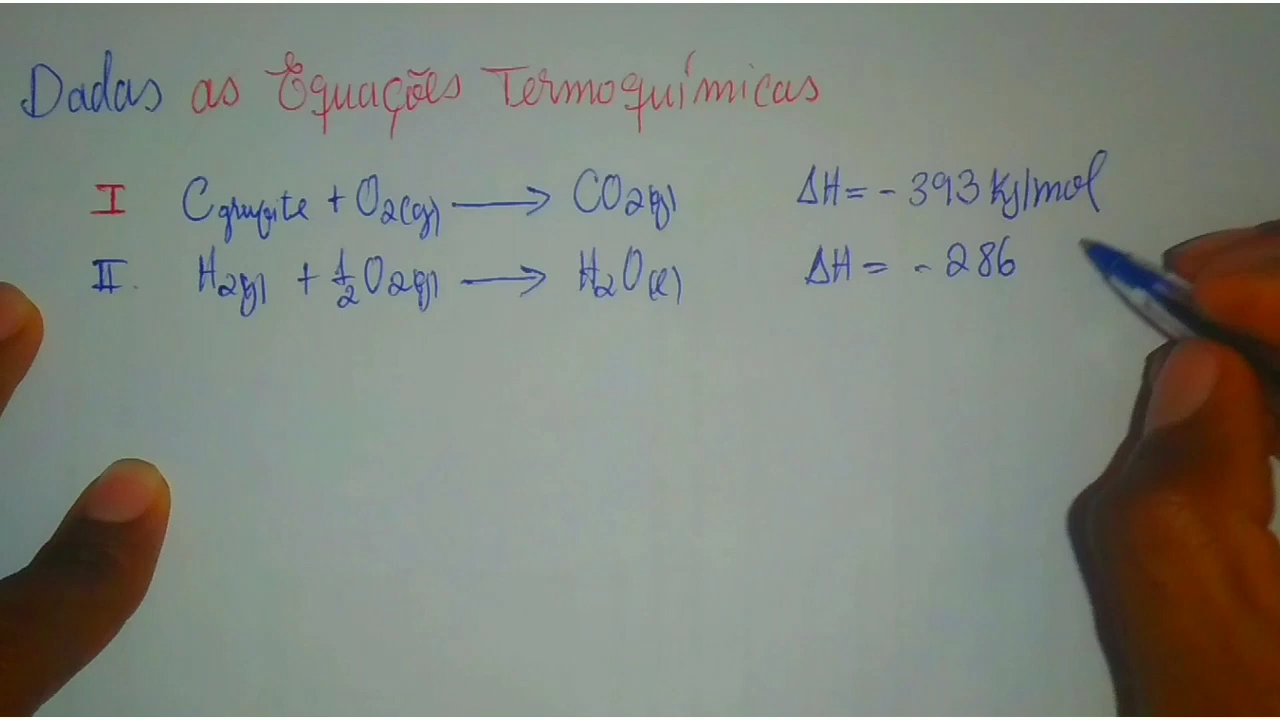 Dadas as Equações Termoquímicas
I Cgrafite + O2(g) → CO2(g) ΔH = - 393 KJ/mol
II. H2(g) + 1/2 O2(g) → H2O(l) ΔH = - 286